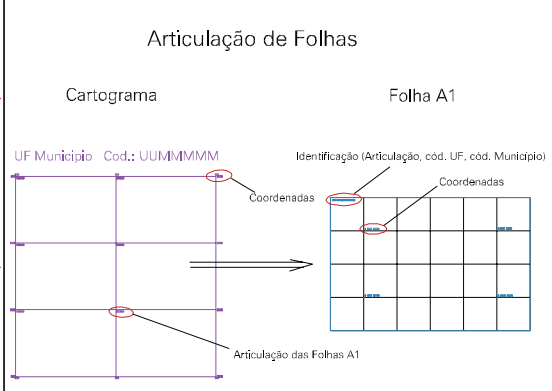 Articulação de Folhas
Cartograma
Folha A1
UF Municipio Cod.: UUMMMMM
Identificação (Articulação, cód. UF, cód. Município)
Coordenadas
Coordenadas
Articulação das Folhas A1